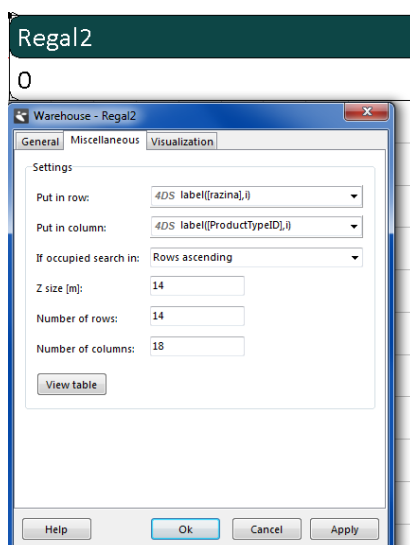 Regal2
0
Warehouse - Regal2
General Miscellaneous Visualization
Settings
Put in row: 4DS label([razina],i)
Put in column: 4DS label([ProductTypeID],i)
If occupied search in: Rows ascending
Z size [m]: 14
Number of rows: 14
Number of columns: 18
View table
Help Ok Cancel Apply